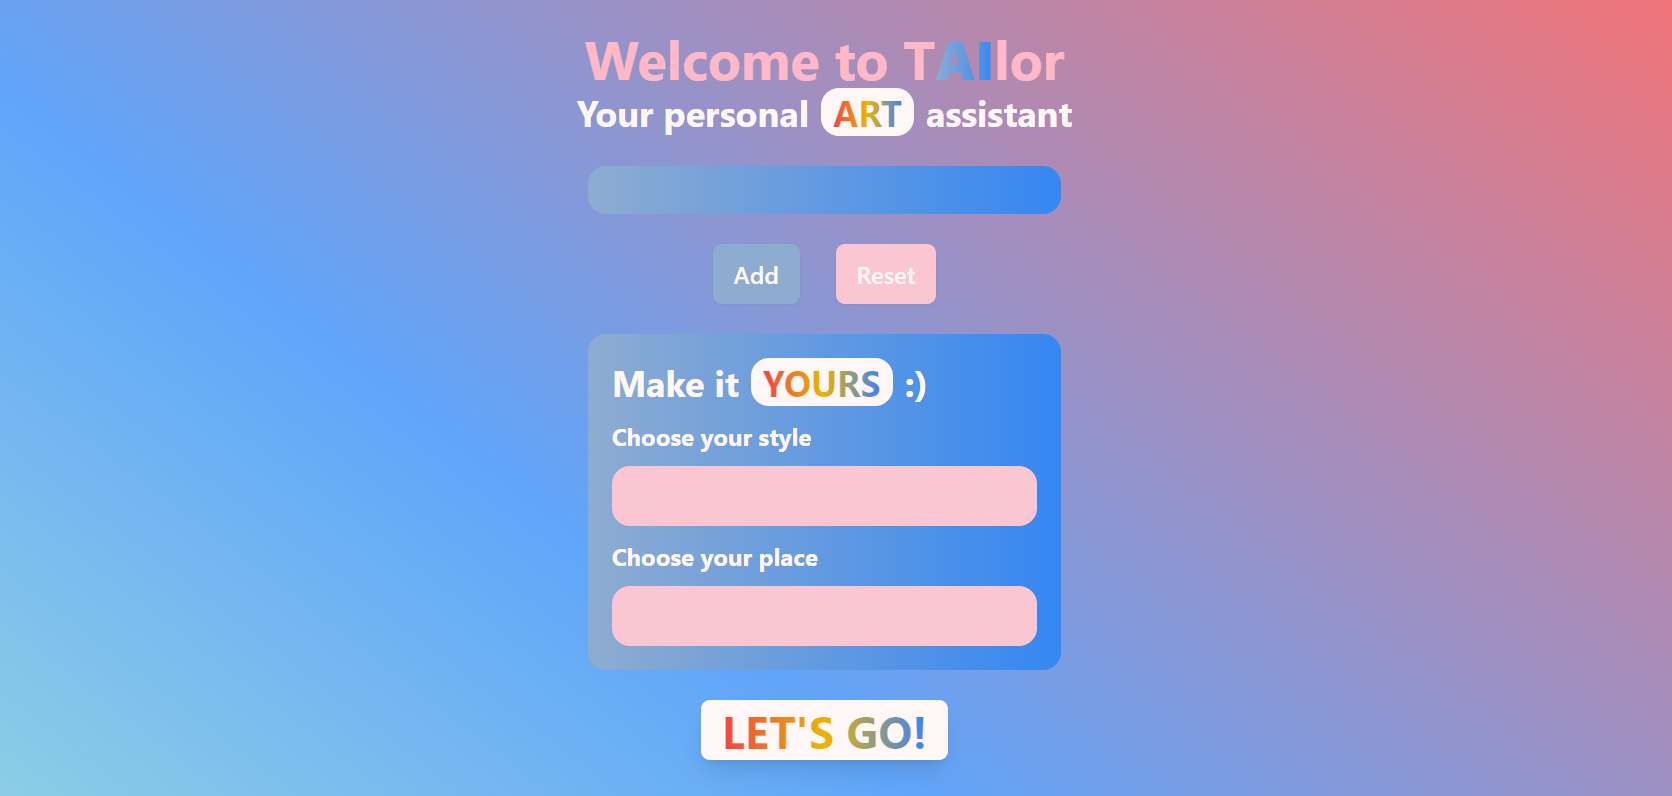 Welcome to TAIlor
Your personal ART assistant
Add
Reset
Make it YOURS :)
Choose your style
Choose your place
LET'S GO!